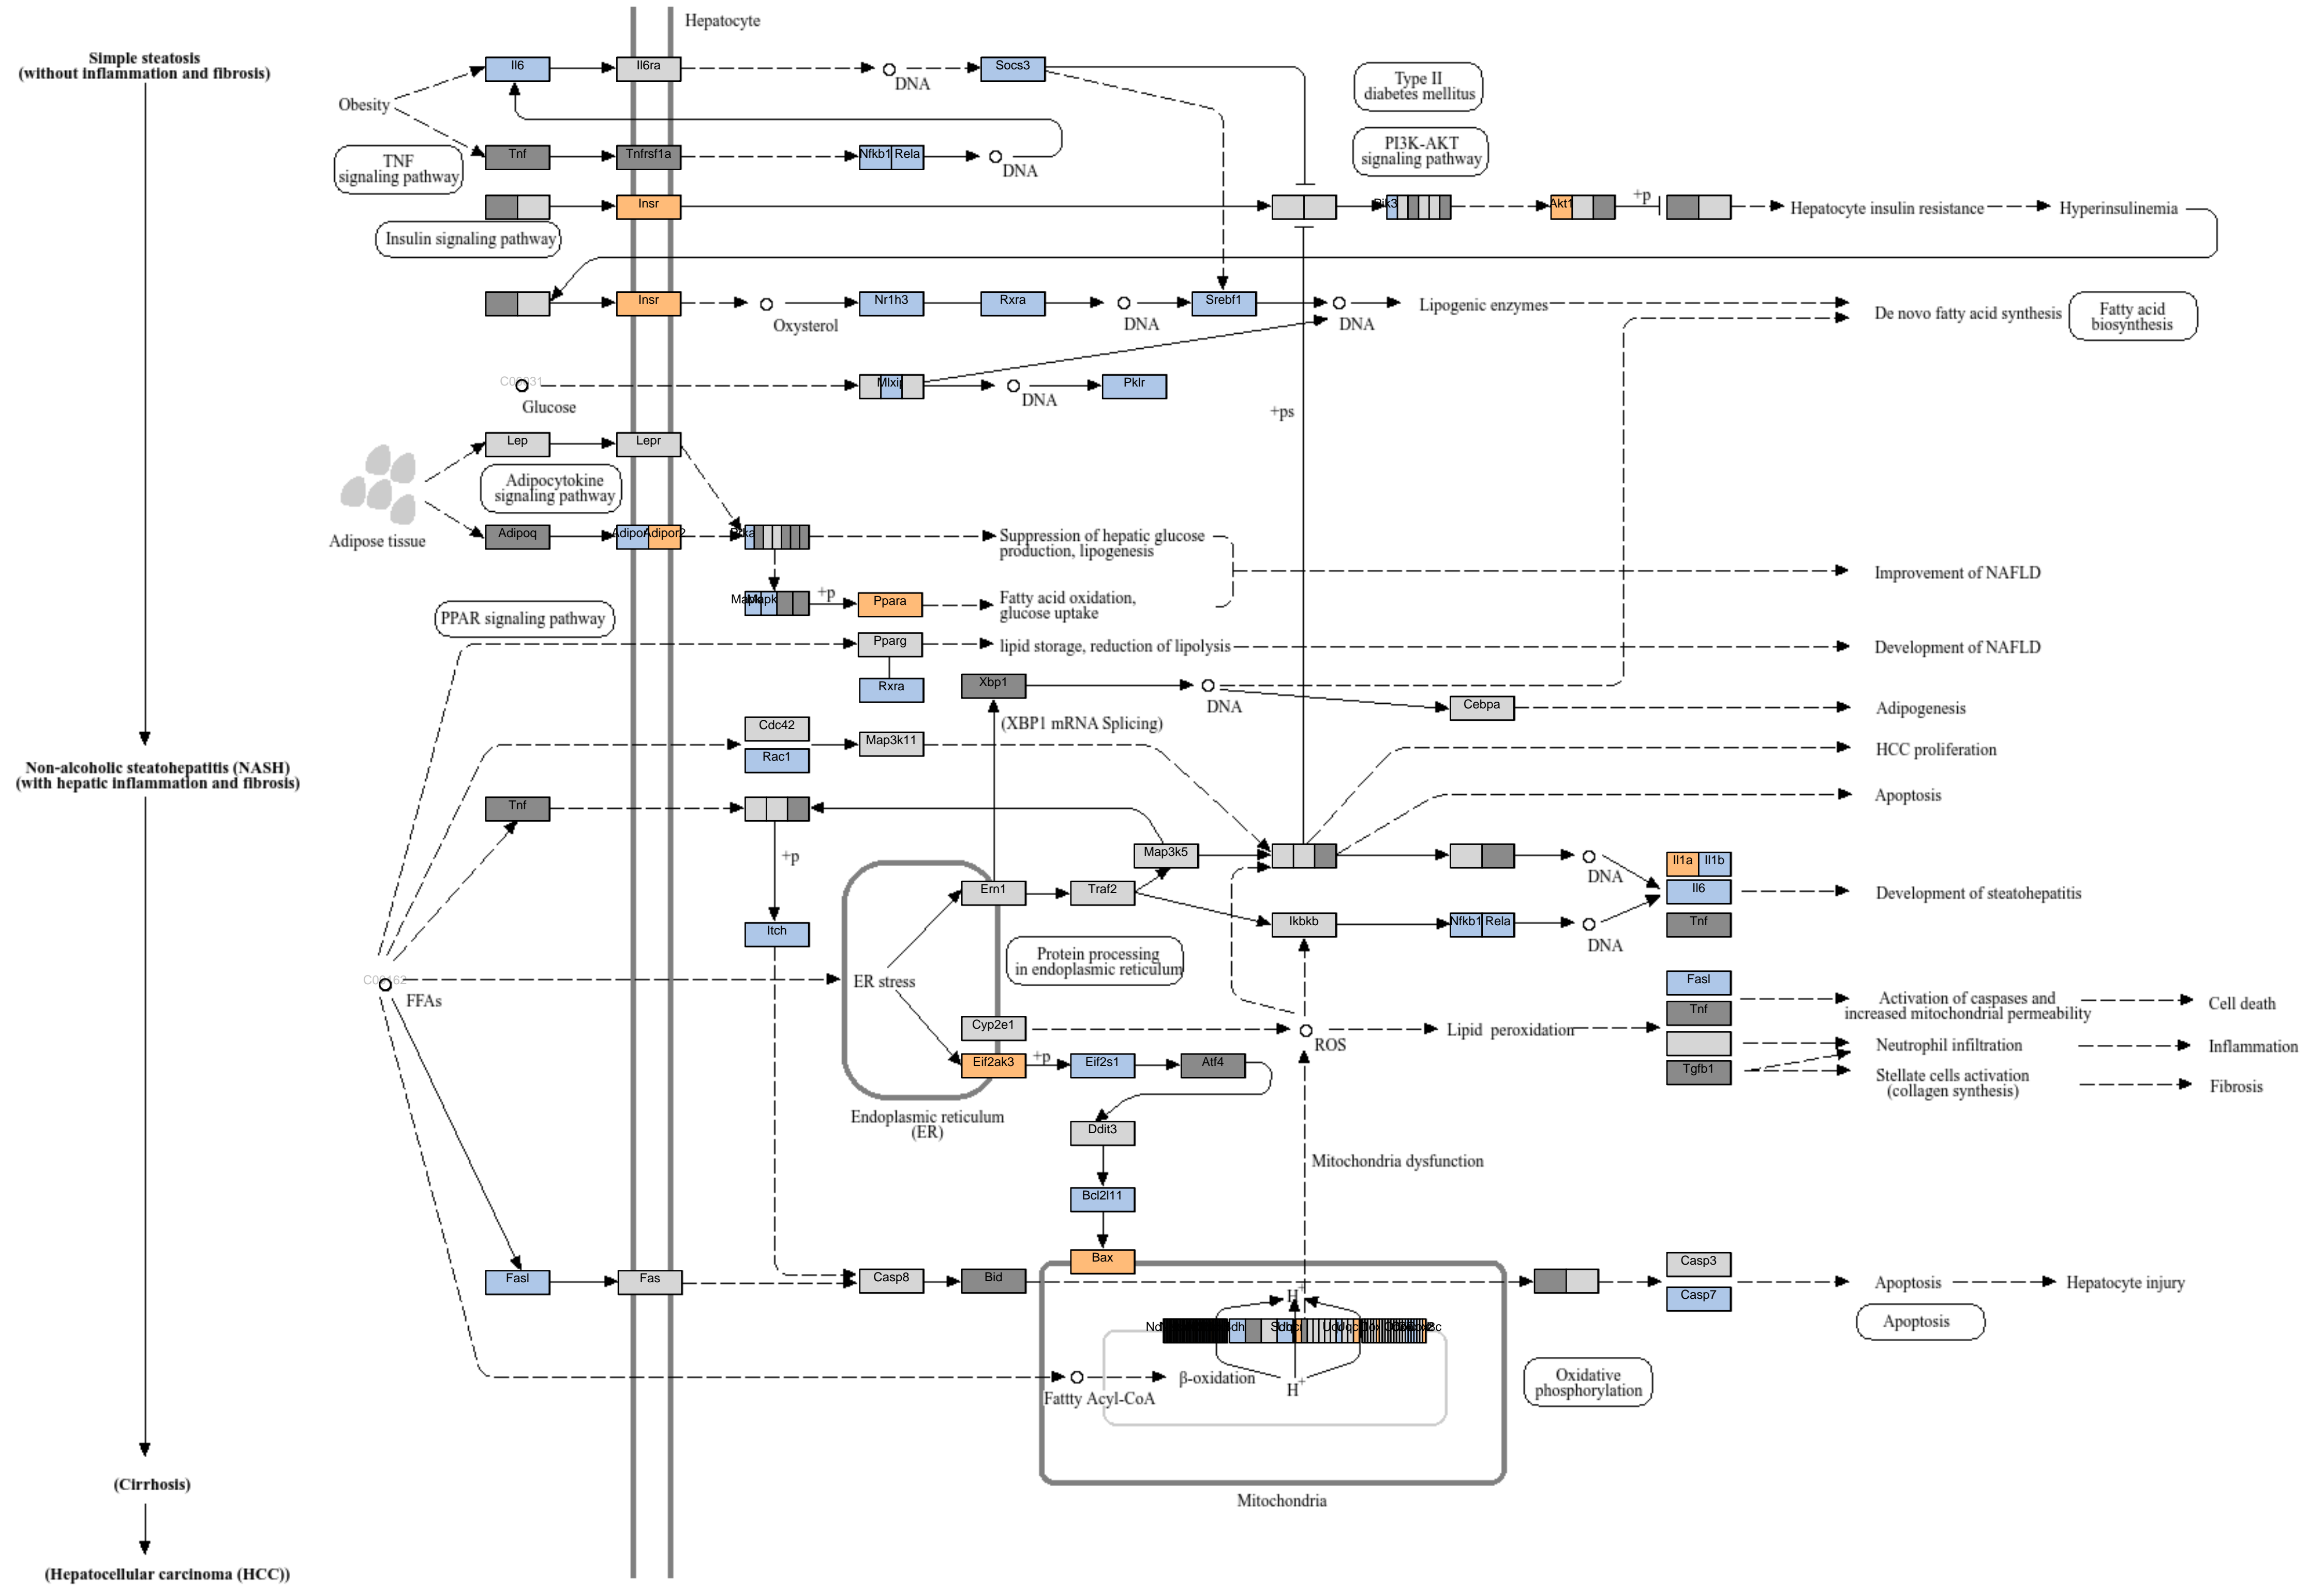 Hepatocyte
Simple steatosis
(without inflammation and fibrosis)
Il6
Il6ra
DNA
Socs3
Type II
diabetes mellitus
Obesity
TNF
signaling pathway
Tnf
Tnfrsf1a
Nfkb1
Rela
DNA
PI3K-AKT
signaling pathway
Insr
Akt1
+p
Hepatocyte insulin resistance
Hyperinsulinemia
Insulin signaling pathway
Insr
Oxysterol
Nr1h3
Rxra
DNA
Srebf1
DNA
Lipogenic enzymes
De novo fatty acid synthesis
Fatty acid
biosynthesis
Glucose
DNA
Pklr
+ps
Lep
Lepr
Adipocytokine
signaling pathway
Adipose tissue
Adipoq
Adipor2
Suppression of hepatic glucose
production, lipogenesis
Improvement of NAFLD
+p
Ppara
Fatty acid oxidation,
glucose uptake
PPAR signaling pathway
Pparg
lipid storage, reduction of lipolysis
Development of NAFLD
Rxra
Xbp1
DNA
(XBP1 mRNA Splicing)
Cebpa
Adipogenesis
Cdc42
Rac1
Map3k11
HCC proliferation
Non-alcoholic steatohepatitis (NASH)
(with hepatic inflammation and fibrosis)
Tnf
Apoptosis
+p
Map3k5
DNA
Il1a
Il1b
Il6
Tnf
Development of steatohepatitis
Ern1
Traf2
Ikbkb
Nfkb1
Rela
DNA
Itch
Protein processing
in endoplasmic reticulum
ER stress
FFAs
Fasl
Tnf
Activation of caspases and
increased mitochondrial permeability
Cell death
Cyp2e1
ROS
Lipid peroxidation
Neutrophil infiltration
Inflammation
Eif2ak3
+p
Eif2s1
Atf4
Tgfb1
Stellate cells activation
(collagen synthesis)
Fibrosis
Endoplasmic reticulum
(ER)
Ddit3
Mitochondria dysfunction
Bcl2l11
Bax
Fasl
Fas
Casp8
Bid
Casp3
Casp7
Apoptosis
Hepatocyte injury
Apoptosis
H+
β-oxidation
H+
Fattty Acyl-CoA
Oxidative
phosphorylation
Mitochondria
(Cirrhosis)
(Hepatocellular carcinoma (HCC))